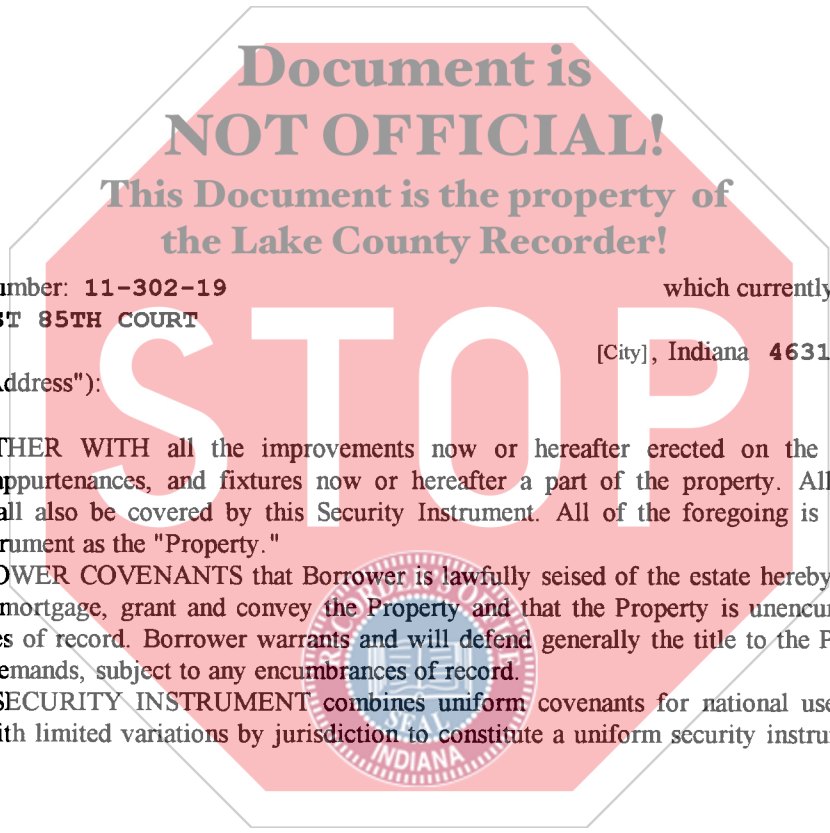 Document is
NOT OFFICIAL!
This Document is the property of
the Lake County Recorder!
umber: 11-302-19 which currently
ST 85TH COURT
[City], Indiana 4631
Address"):
STOP
THER WITH all the improvements now or hereafter erected on the
appurtenances, and fixtures now or hereafter a part of the property. All
all also be covered by this Security Instrument. All of the foregoing is
rument as the "Property."
OWER COVENANTS that Borrower is lawfully seised of the estate hereby
mortgage, grant and convey the Property and that the Property is unencu
es of record. Borrower warrants and will defend generally the title to the P
emands, subject to any encumbrances of record.
SECURITY INSTRUMENT combines uniform covenants for national use
ith limited variations by jurisdiction to constitute a uniform security instru
RECORDER'S OFFICE
SEAL
INDIANA